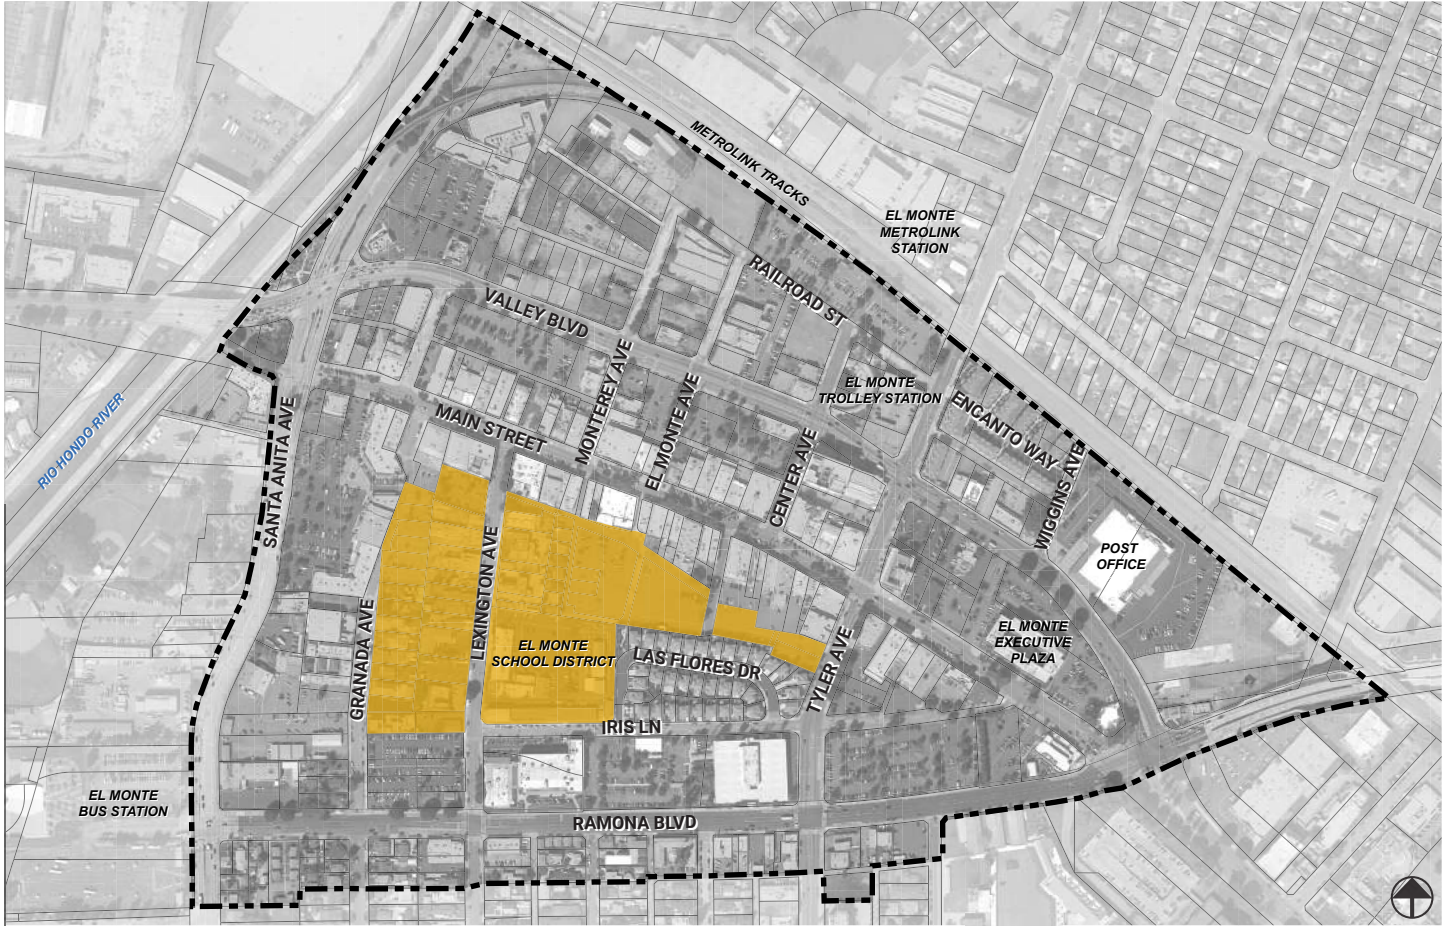 METROLINK TRACKS
EL MONTE
METROLINK
STATION
RAILROAD ST
VALLEY BLVD
MONTEREY AVE
EL MONTE AVE
EL MONTE
TROLLEY STATION
ENCANTO WAY
MAIN STREET
RIO HONDO RIVER
SANTA ANITA AVE
CENTER AVE
WIGGINS AVE
POST
OFFICE
LEXINGTON AVE
GRANADA AVE
EL MONTE
SCHOOL DISTRICT
LAS FLORES DR
TYLER AVE
EL MONTE
EXECUTIVE
PLAZA
IRIS LN
EL MONTE
BUS STATION
RAMONA BLVD